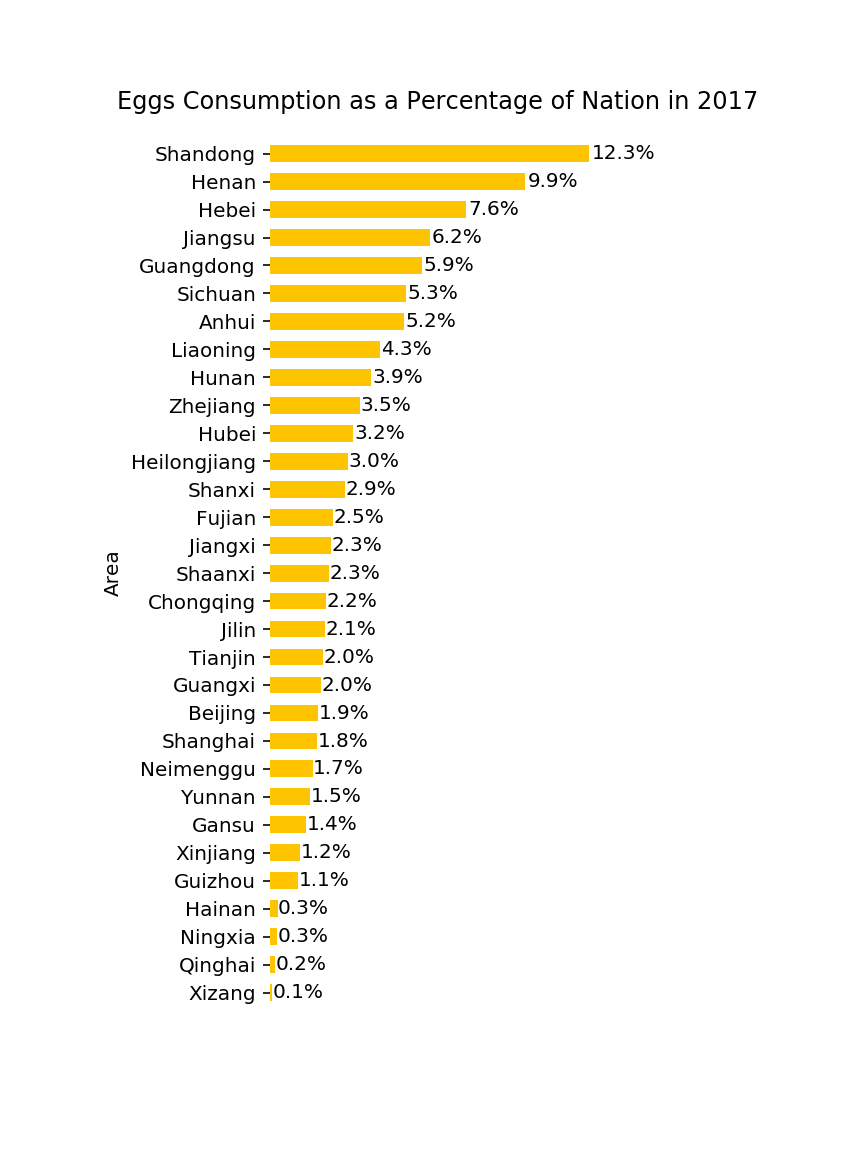 Eggs Consumption as a Percentage of Nation in 2017
Shandong 12.3%
Henan 9.9%
Hebei 7.6%
Jiangsu 6.2%
Guangdong 5.9%
Sichuan 5.3%
Anhui 5.2%
Liaoning 4.3%
Hunan 3.9%
Zhejiang 3.5%
Hubei 3.2%
Heilongjiang 3.0%
Shanxi 2.9%
Fujian 2.5%
Jiangxi 2.3%
Shaanxi 2.3%
Chongqing 2.2%
Jilin 2.1%
Tianjin 2.0%
Guangxi 2.0%
Beijing 1.9%
Shanghai 1.8%
Neimenggu 1.7%
Yunnan 1.5%
Gansu 1.4%
Xinjiang 1.2%
Guizhou 1.1%
Hainan 0.3%
Ningxia 0.3%
Qinghai 0.2%
Xizang 0.1%
Area